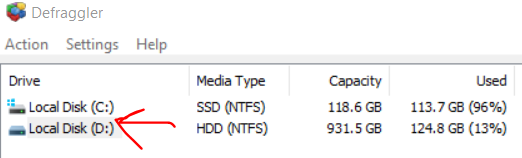 Defraggler
Action Settings Help
Drive Media Type Capacity Used
Local Disk (C:) SSD (NTFS) 118.6 GB 113.7 GB (96%)
Local Disk (D:) HDD (NTFS) 931.5 GB 124.8 GB (13%)